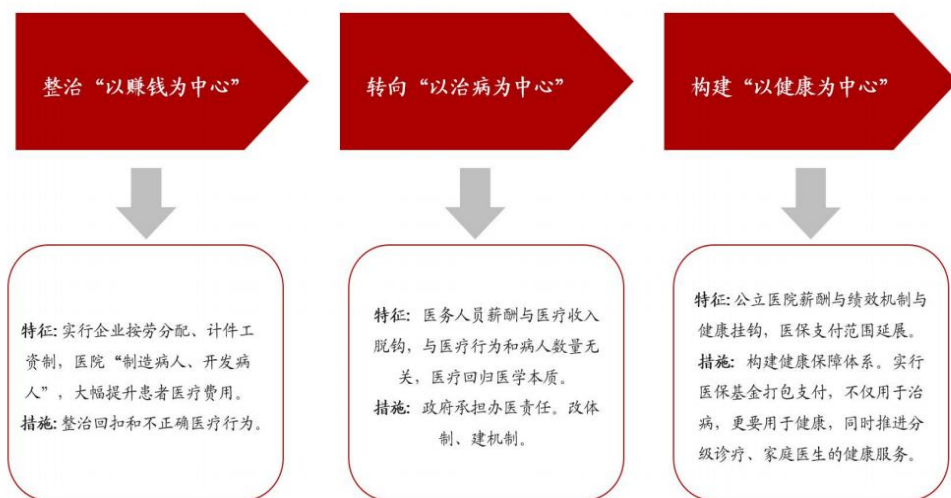 整治“以赚钱为中心”
转向“以治病为中心”
构建“以健康为中心”
特征:实行企业按劳分配、计件工
资制，医院“制造病人、开发病
人”，大幅提升患者医疗费用。
措施:整治回扣和不正确医疗行为。
特征： 医务人员薪酬与医疗收入
脱钩，与医疗行为和病人数量无
关，医疗回归医学本质。
措施： 政府承担办医责任。改体
制、建机制。
特征：公立医院薪酬与绩效机制与
健康挂钩，医保支付范围延展。
措施： 构建健康保障体系。实行
医保基金打包支付，不仅用于治
病，更要用于健康，同时推进分
级诊疗、家庭医生的健康服务。